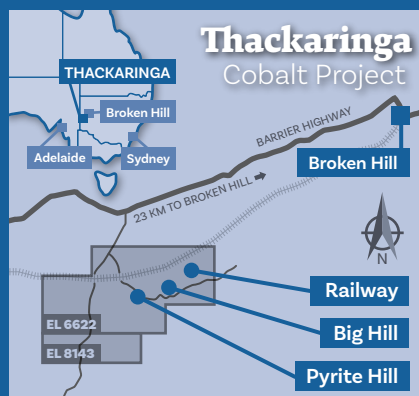 Thackaringa
Cobalt Project
THACKARINGA
Broken Hill
Adelaide
Sydney
BARRIER HIGHWAY
23 KM TO BROKEN HILL
Broken Hill
N
Railway
Big Hill
Pyrite Hill
EL 6622
EL 8143